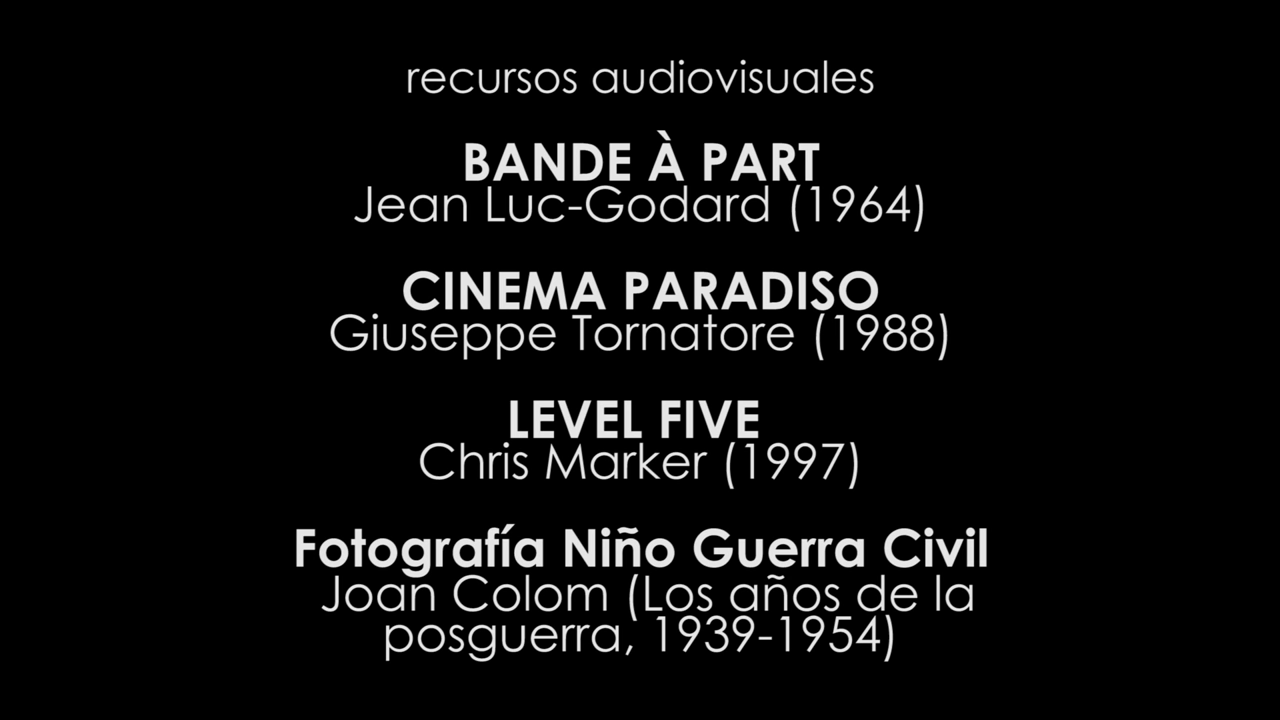 recursos audiovisuales
BANDE À PART
Jean Luc-Godard (1964)
CINEMA PARADISO
Giuseppe Tornatore (1988)
LEVEL FIVE
Chris Marker (1997)
Fotografía Niño Guerra Civil
Joan Colom (Los años de la
posguerra, 1939-1954)